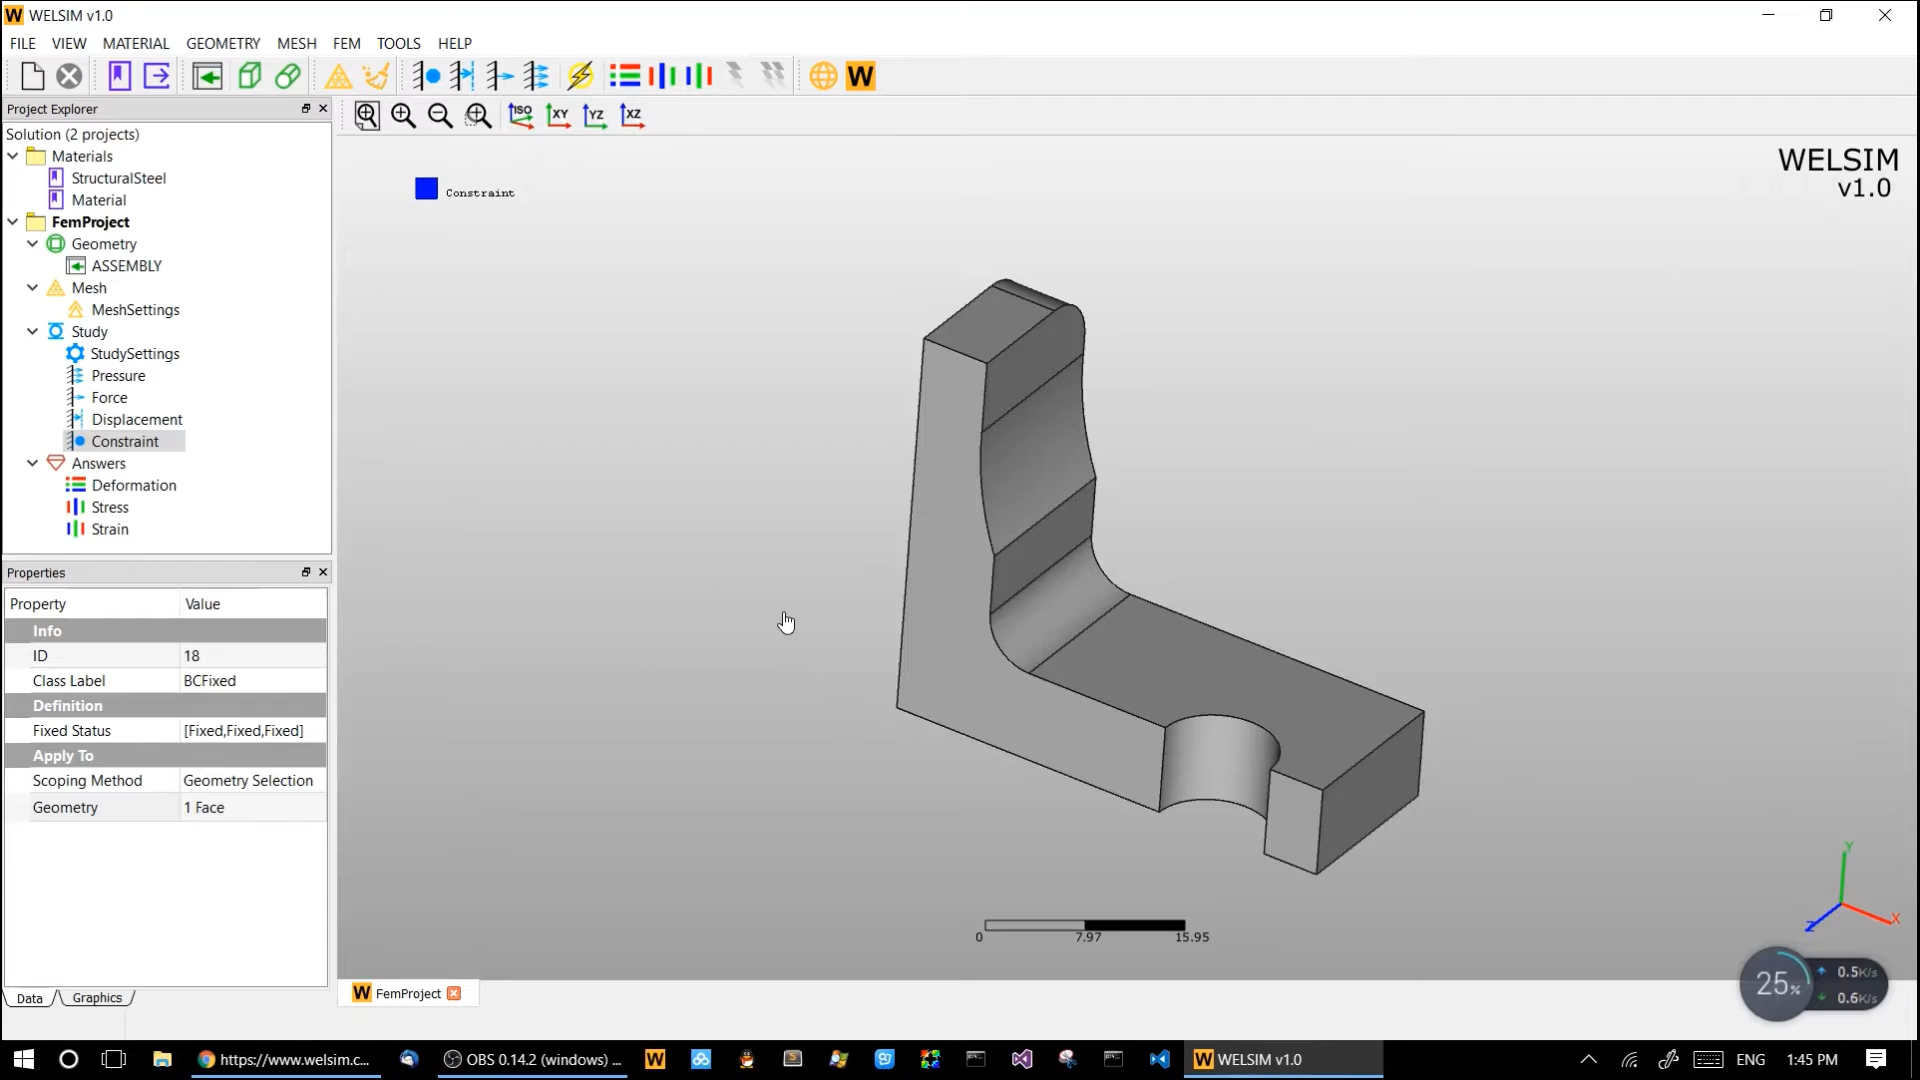 WELSIM v1.0
FILE VIEW MATERIAL GEOMETRY MESH FEM TOOLS HELP
W
Project Explorer
ISO XY YZ XZ
Solution (2 projects)
Materials
StructuralSteel
Material
FemProject
Geometry
ASSEMBLY
Mesh
MeshSettings
Study
StudySettings
Pressure
Force
Displacement
Constraint
Answers
Deformation
Stress
Strain
Constraint
WELSIM
v1.0
Properties
Property Value
Info
ID 18
Class Label BCFixed
Definition
Fixed Status [Fixed,Fixed,Fixed]
Apply To
Scoping Method Geometry Selection
Geometry 1 Face
0 7.97 15.95
Y
X
Z
25%
0.5K/s
0.6K/s
Data Graphics
W FemProject
https://www.welsim.c... OBS 0.14.2 (windows) ... W W WELSIM v1.0 ENG 1:45 PM